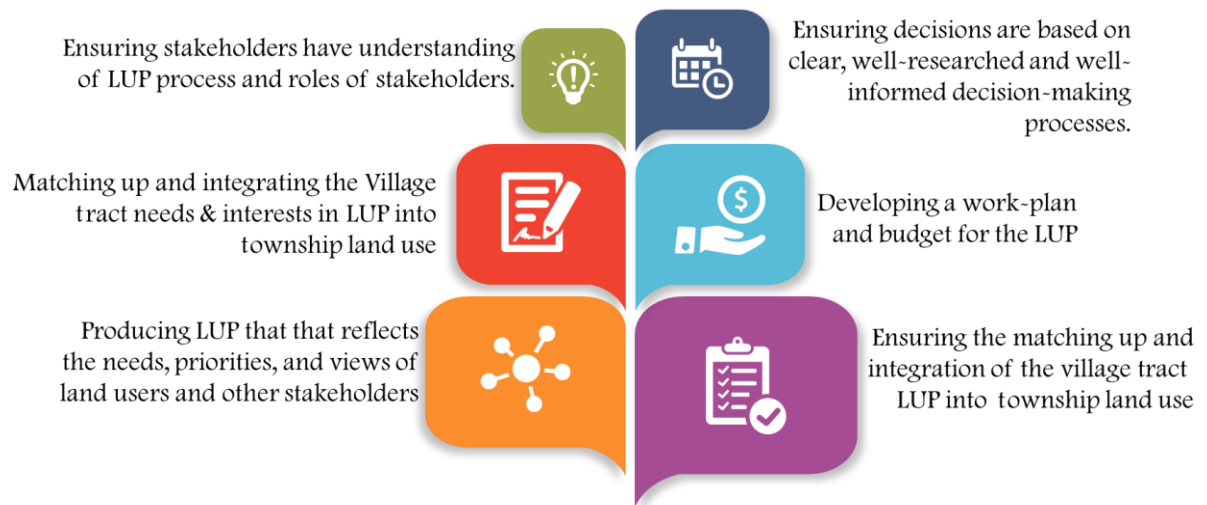 Ensuring stakeholders have understanding
of LUP process and roles of stakeholders.
Ensuring decisions are based on
clear, well-researched and well-
informed decision-making
processes.
Matching up and integrating the Village
tract needs & interests in LUP into
township land use
$
Developing a work-plan
and budget for the LUP
Producing LUP that that reflects
the needs, priorities, and views of
land users and other stakeholders
Ensuring the matching up and
integration of the village tract
LUP into township land use